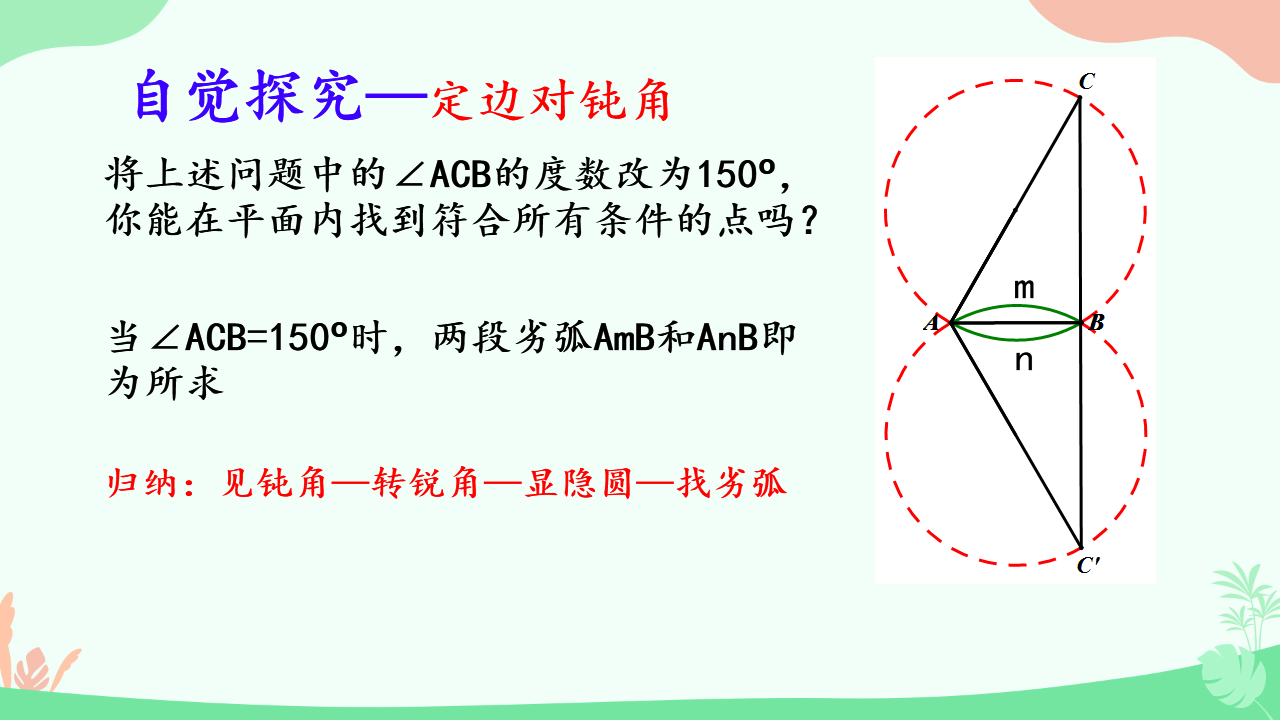 自觉探究—定边对钝角
将上述问题中的∠ACB的度数改为150º，
你能在平面内找到符合所有条件的点吗？
当∠ACB=150º时，两段劣弧AmB和AnB即
为所求
归纳：见钝角—转锐角—显隐圆—找劣弧
C
m
A
B
n
C′